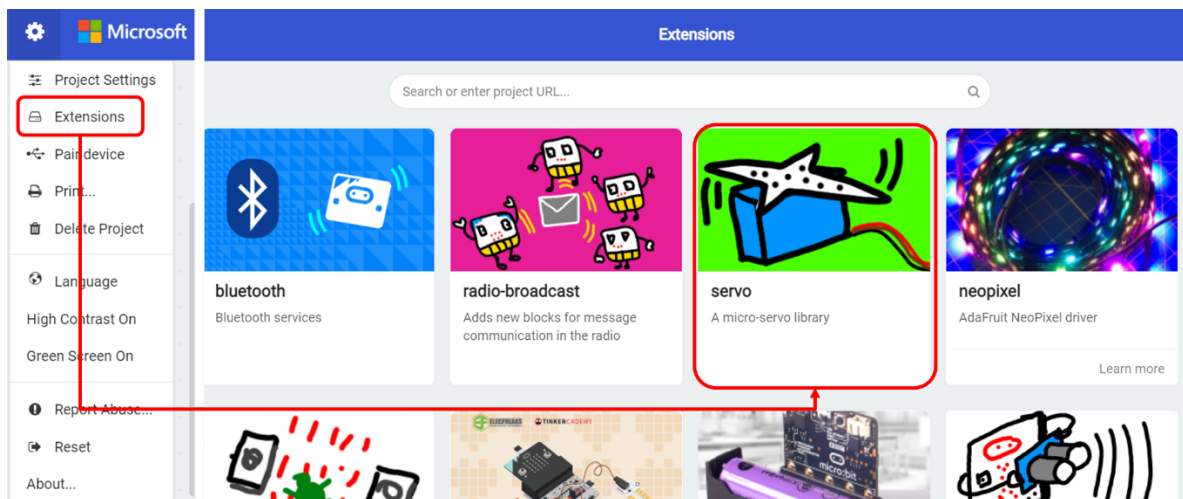 Microsoft
Extensions
Project Settings
Extensions
Pair device
Print...
Delete Project
Language
High Contrast On
Green Screen On
Report Abuse...
Reset
About...
Search or enter project URL...
bluetooth
Bluetooth services
radio-broadcast
Adds new blocks for message
communication in the radio
servo
A micro-servo library
neopixel
AdaFruit NeoPixel driver
Learn more
ELECFREAKS TINKERCADEMY
micro:bit